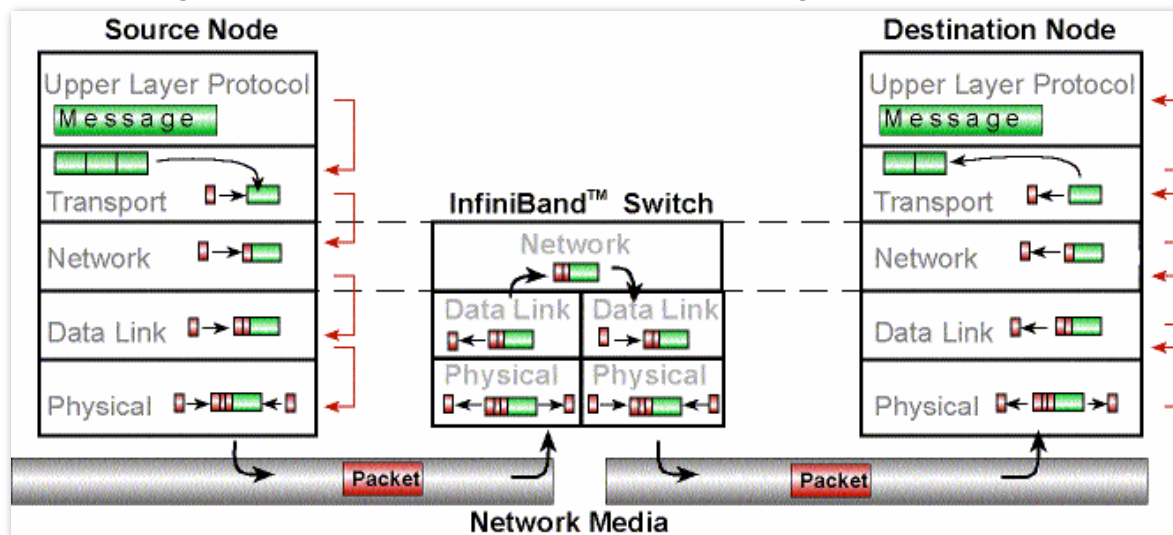 Source Node
Upper Layer Protocol
Message
Transport
Network
Data Link
Physical
InfiniBand™ Switch
Network
Data Link
Data Link
Physical
Physical
Destination Node
Upper Layer Protocol
Message
Transport
Network
Data Link
Physical
Packet
Packet
Network Media